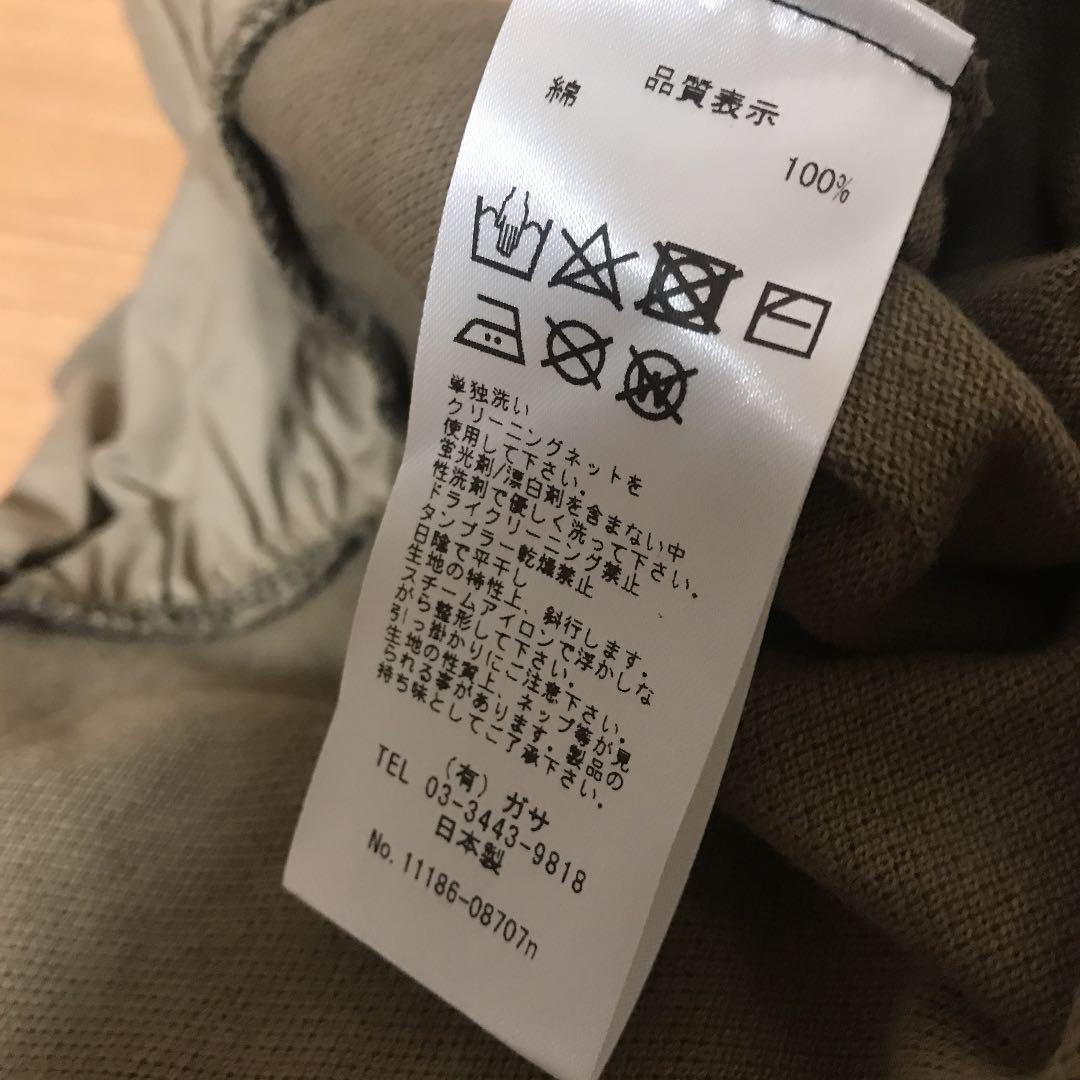 品質表示
綿 100%
単独洗い
クリーニングネットを
使用して下さい。
蛍光剤/漂白剤を含まない中
性洗剤で優しく洗って下さい。
ドライクリーニング禁止
タンブラー乾燥禁止
日陰で平干し
生地の特性上、斜行します。
スチームアイロンで浮かしな
がら整形して下さい。
引っ掛かりにご注意下さい。
生地の性質上、ネップ等が見
られる事があります。製品の
持ち味としてご了承下さい。
(有) ガサ
TEL 03-3443-9818
日本製
No. 11186-08707n